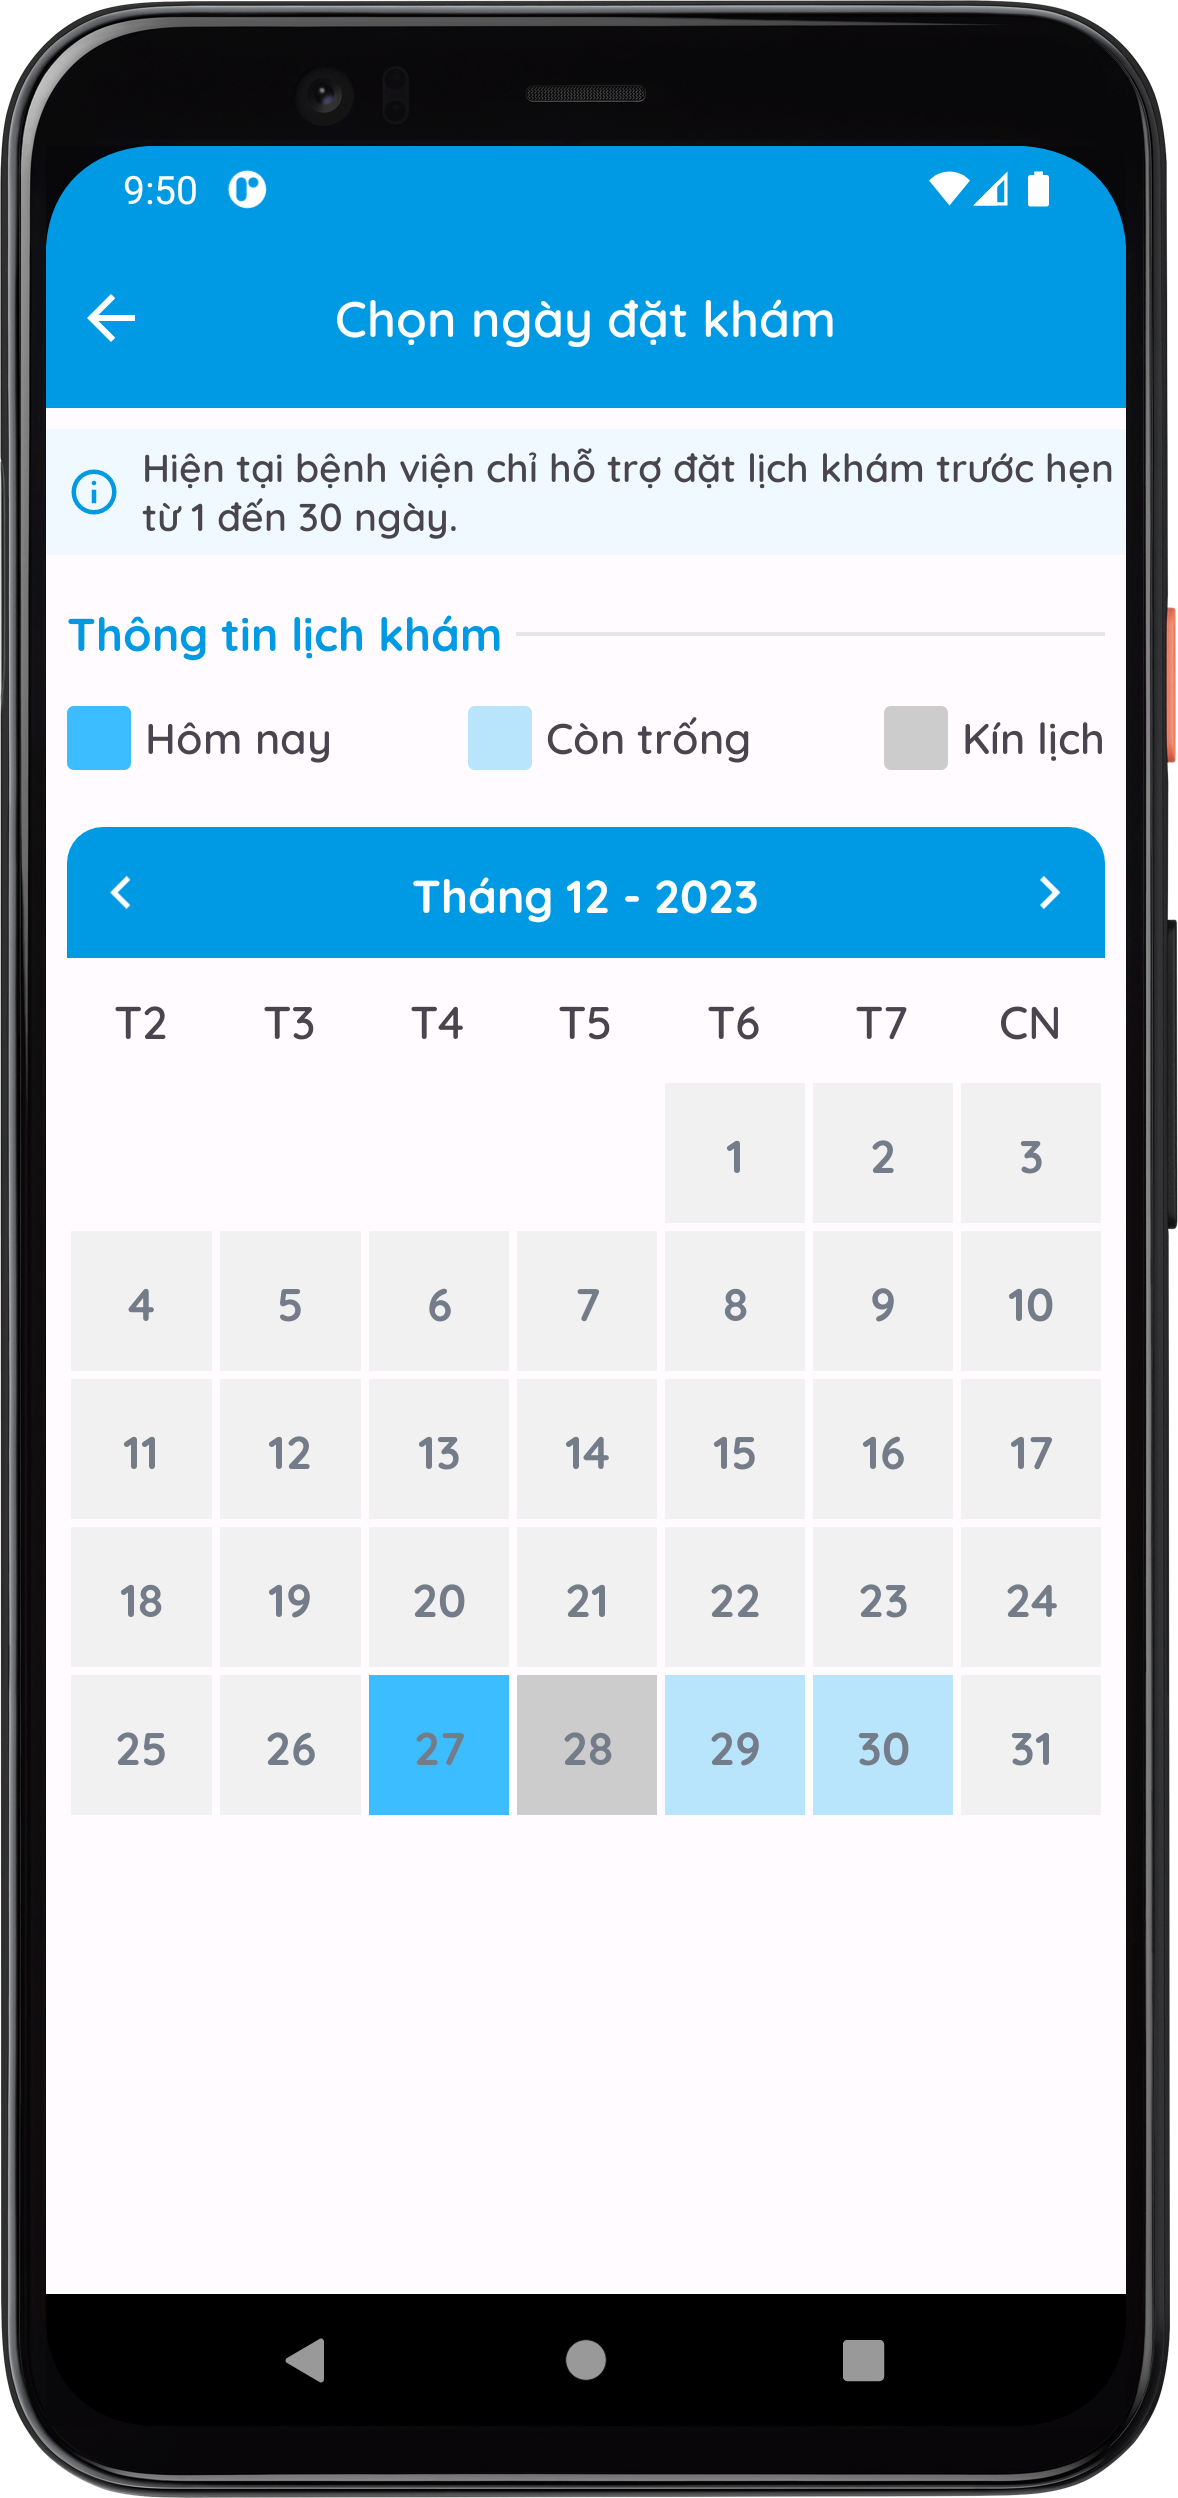 9:50
Chọn ngày đặt khám
Hiện tại bệnh viện chỉ hỗ trợ đặt lịch khám trước hẹn
từ 1 đến 30 ngày.
Thông tin lịch khám
Hôm nay Còn trống Kín lịch
Tháng 12 - 2023
T2 T3 T4 T5 T6 T7 CN
1 2 3
4 5 6 7 8 9 10
11 12 13 14 15 16 17
18 19 20 21 22 23 24
25 26 27 28 29 30 31